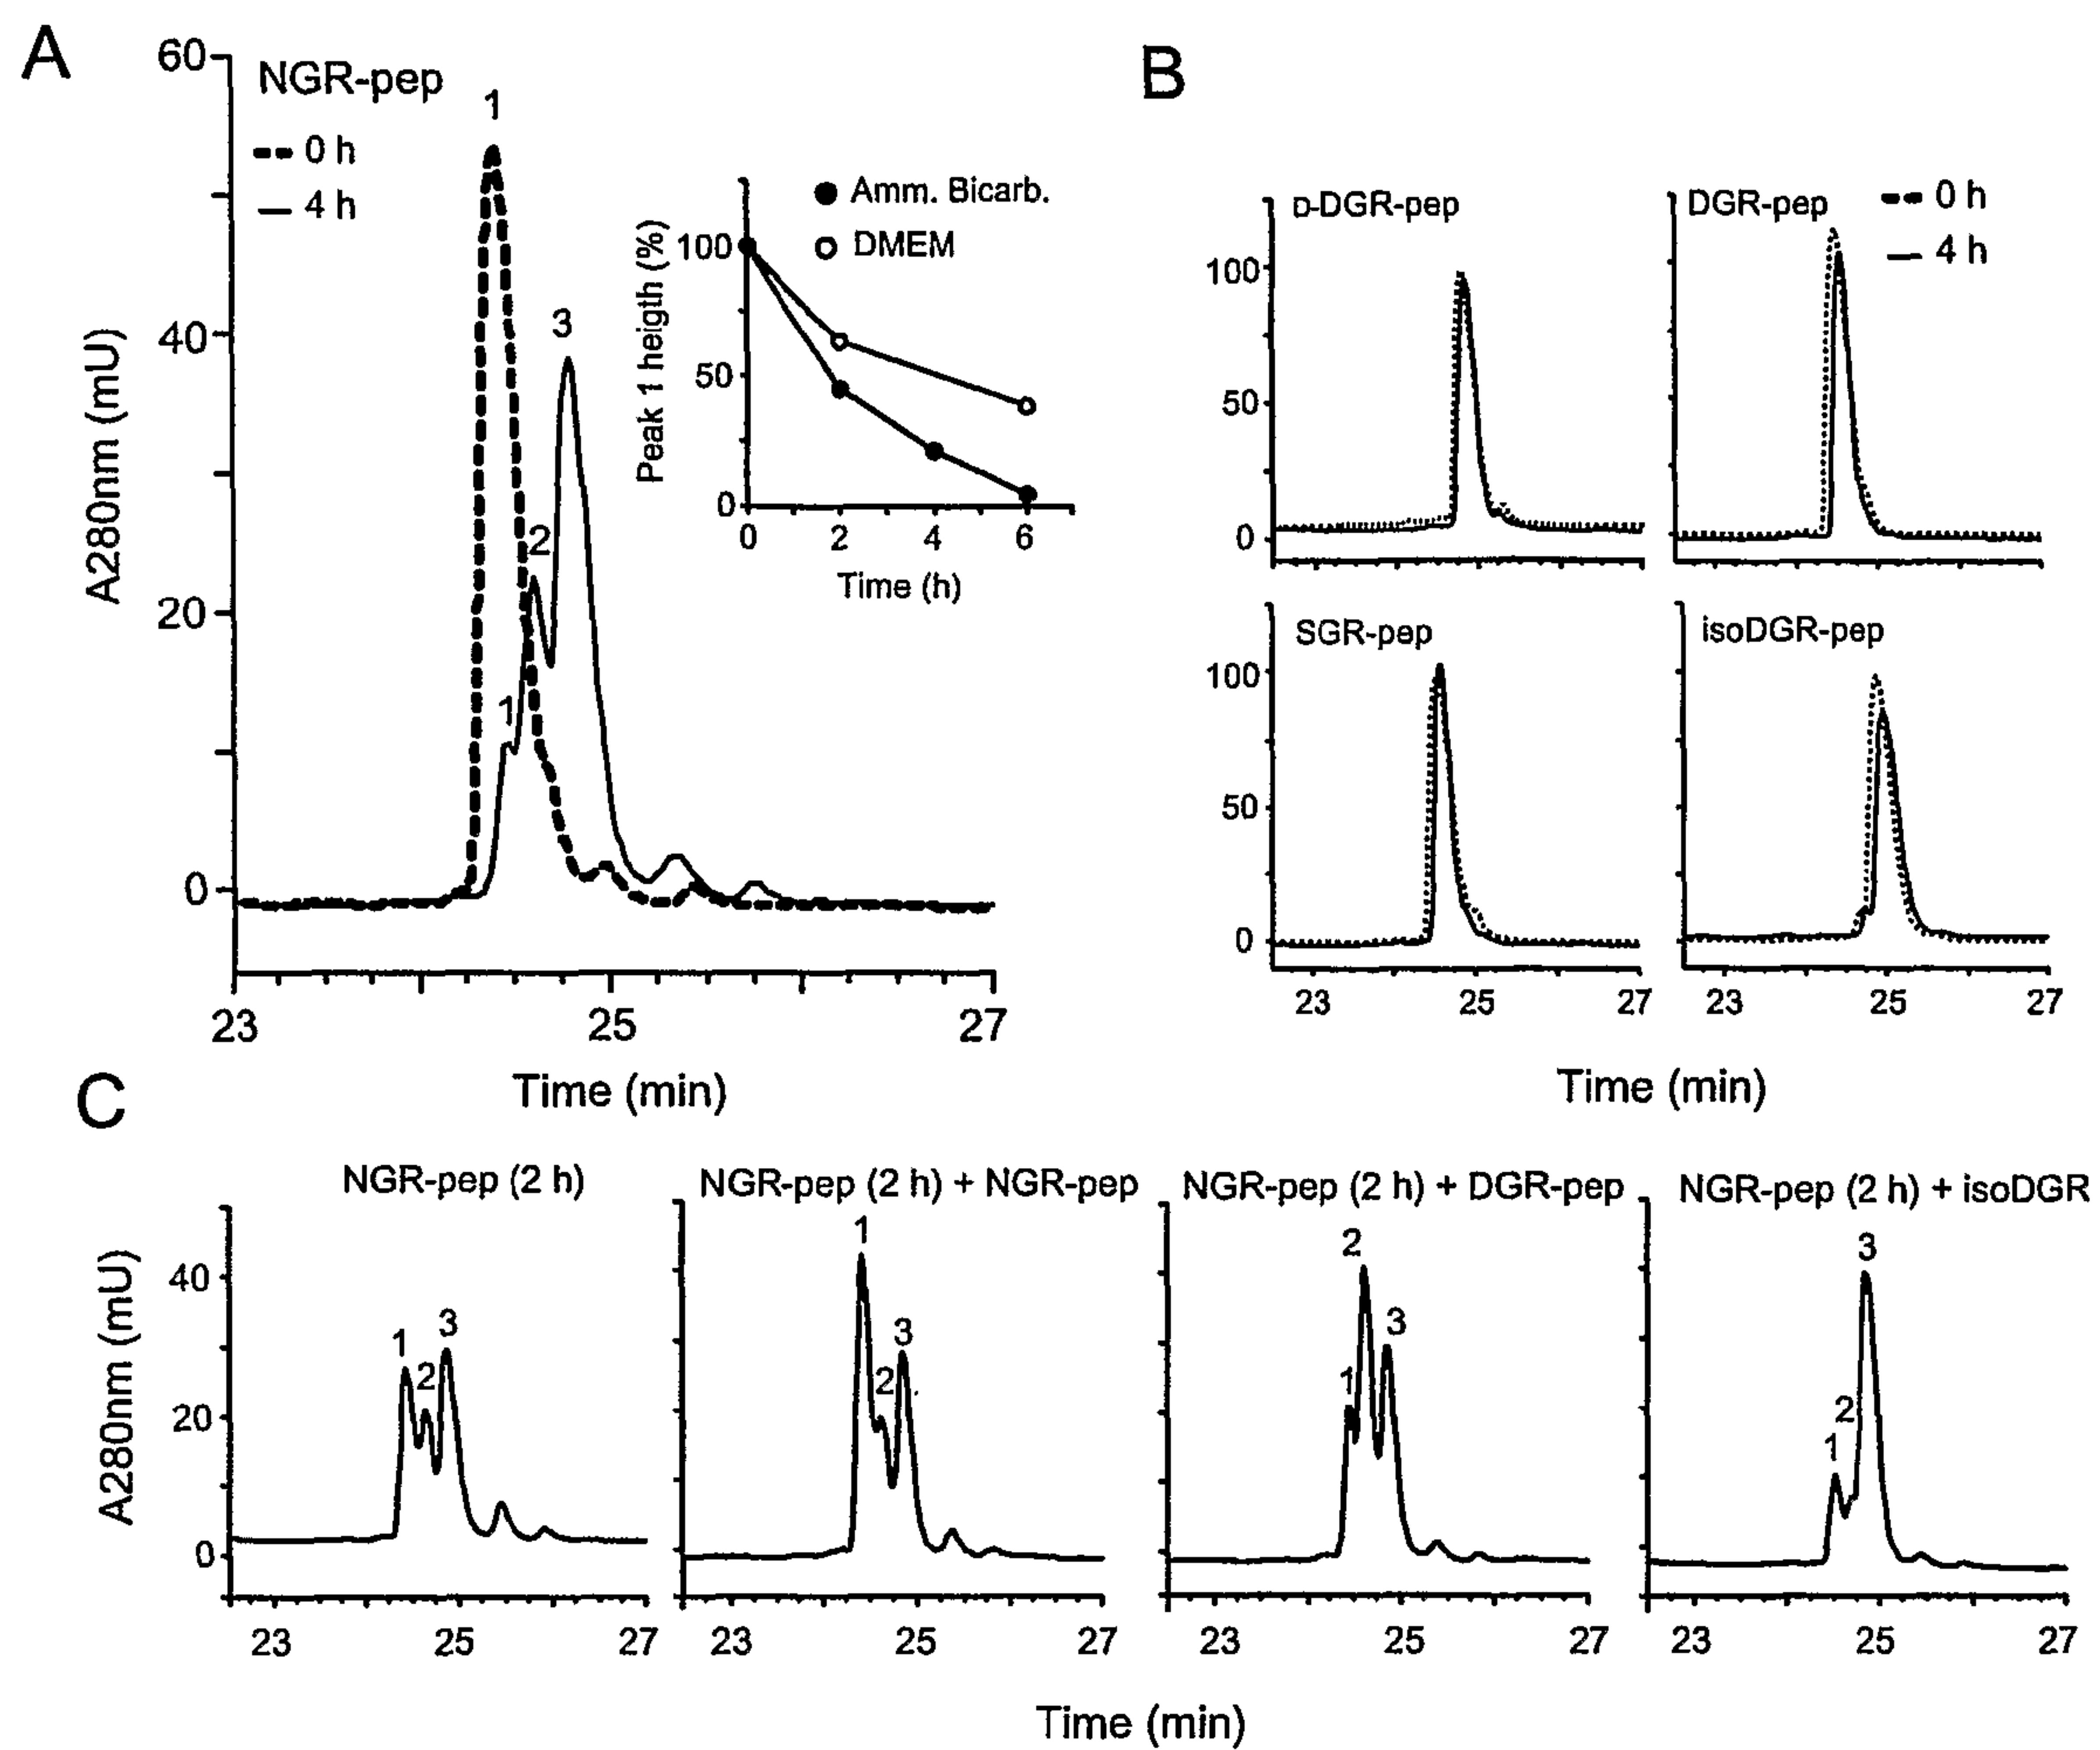 A
60
NGR-pep
0 h
4 h
40
20
0
1
2
3
1
A280nm (mU)
23
25
27
Time (min)
Amm. Bicarb.
DMEM
Peak 1 heigth (%)
100
50
0
0
2
4
6
Time (h)
B
D-DGR-pep
100
50
0
DGR-pep
0 h
4 h
SGR-pep
100
50
0
23
25
27
isoDGR-pep
23
25
27
Time (min)
C
A280nm (mU)
40
20
0
NGR-pep (2 h)
1
2
3
23
25
27
NGR-pep (2 h) + NGR-pep
1
2
3
23
25
27
NGR-pep (2 h) + DGR-pep
1
2
3
23
25
27
NGR-pep (2 h) + isoDGR
1
2
3
23
25
27
Time (min)